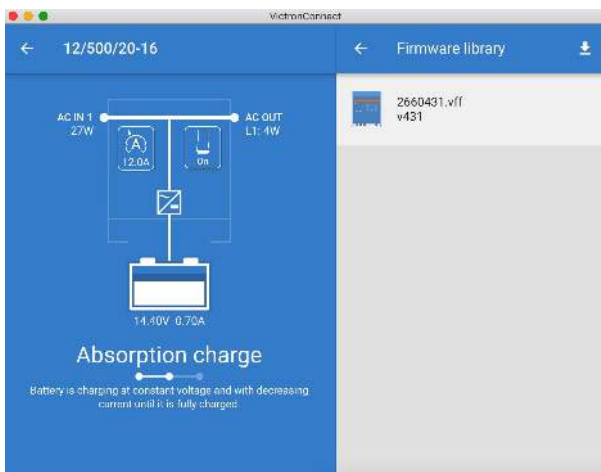 VictronConnect
12/500/20-16
AC IN 1
27W
AC OUT
L1: 4W
A
12.0A
On
14.40V 0.70A
Absorption charge
Battery is charging at constant voltage and with decreasing
current until it is fully charged
Firmware library
2660431.vff
v431